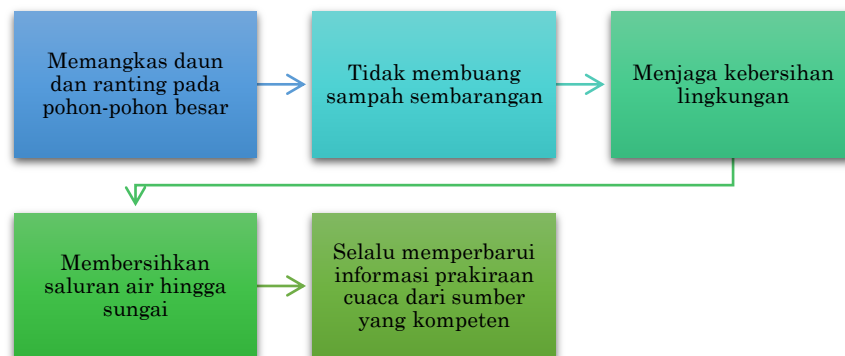 Memangkas daun
dan ranting pada
pohon-pohon besar
Tidak membuang
sampah sembarangan
Menjaga kebersihan
lingkungan
Membersihkan
saluran air hingga
sungai
Selalu memperbarui
informasi prakiraan
cuaca dari sumber
yang kompeten